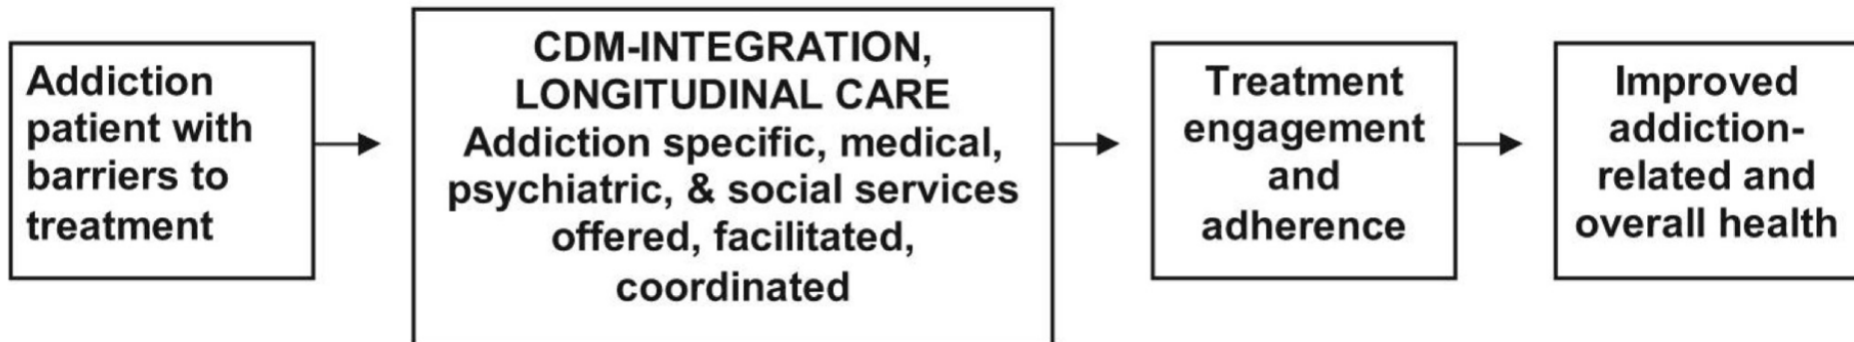 Addiction
patient with
barriers to
treatment
CDM-INTEGRATION,
LONGITUDINAL CARE
Addiction specific, medical,
psychiatric, & social services
offered, facilitated,
coordinated
Treatment
engagement
and
adherence
Improved
addiction-
related and
overall health